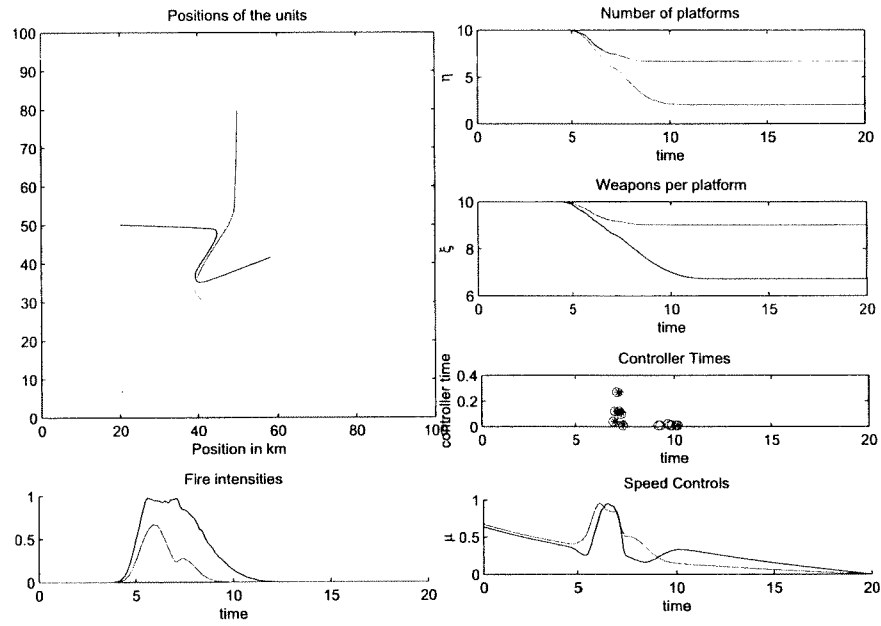 Positions of the units
100
90
80
70
60
50
40
30
20
10
0
0 20 40 60 80 100
Position in km
Number of platforms
10
5
0
η
0 5 10 15 20
time
Weapons per platform
10
8
6
ξ
0 5 10 15 20
time
Controller Times
0.4
0.2
0
controller time
0 5 10 15 20
time
Fire intensities
1
0.5
0
0 5 10 15 20
time
Speed Controls
1
0.5
0
μ
0 5 10 15 20
time